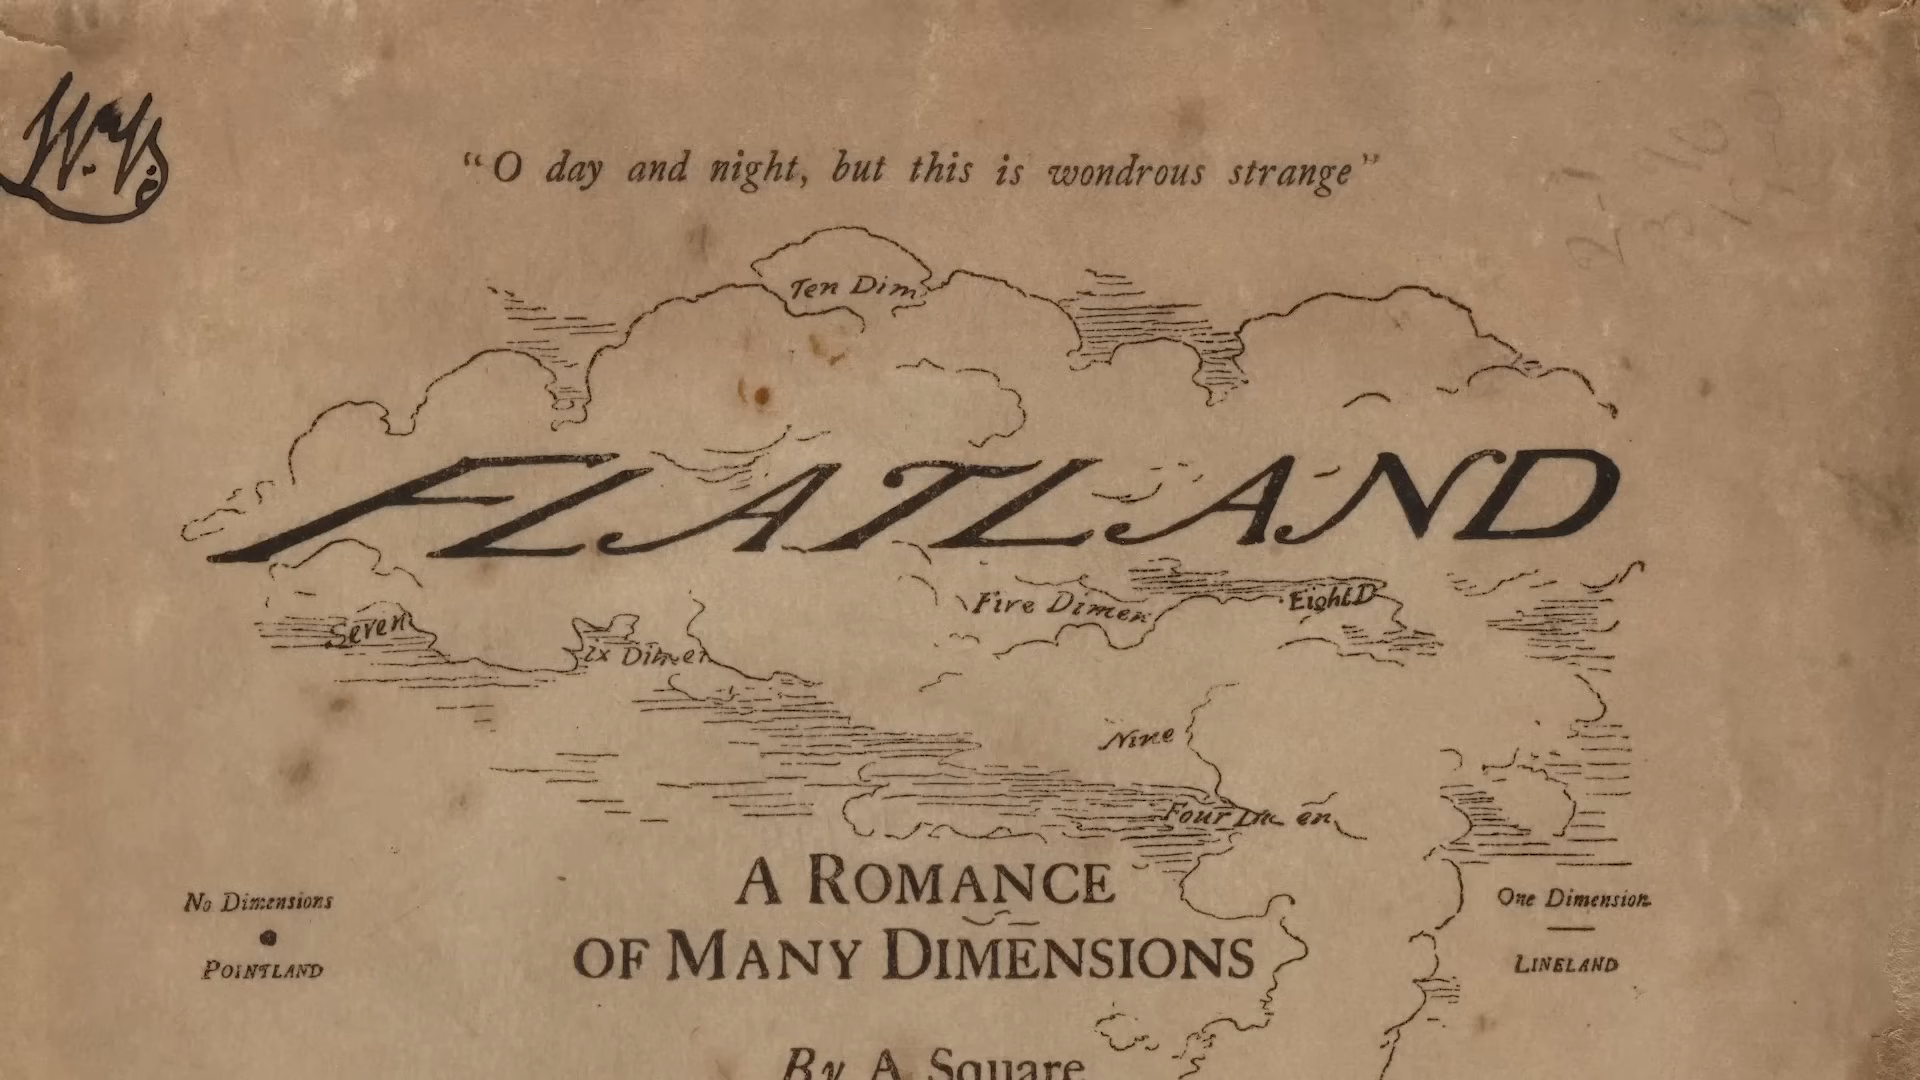 "O day and night, but this is wondrous strange"
Ten Dim
FLATLAND
Five Dimen
Eight D
Seven
ix Dimen
Nine
Four Dimen
A ROMANCE
OF MANY DIMENSIONS
No Dimensions
POINTLAND
One Dimension
LINELAND
By A Square